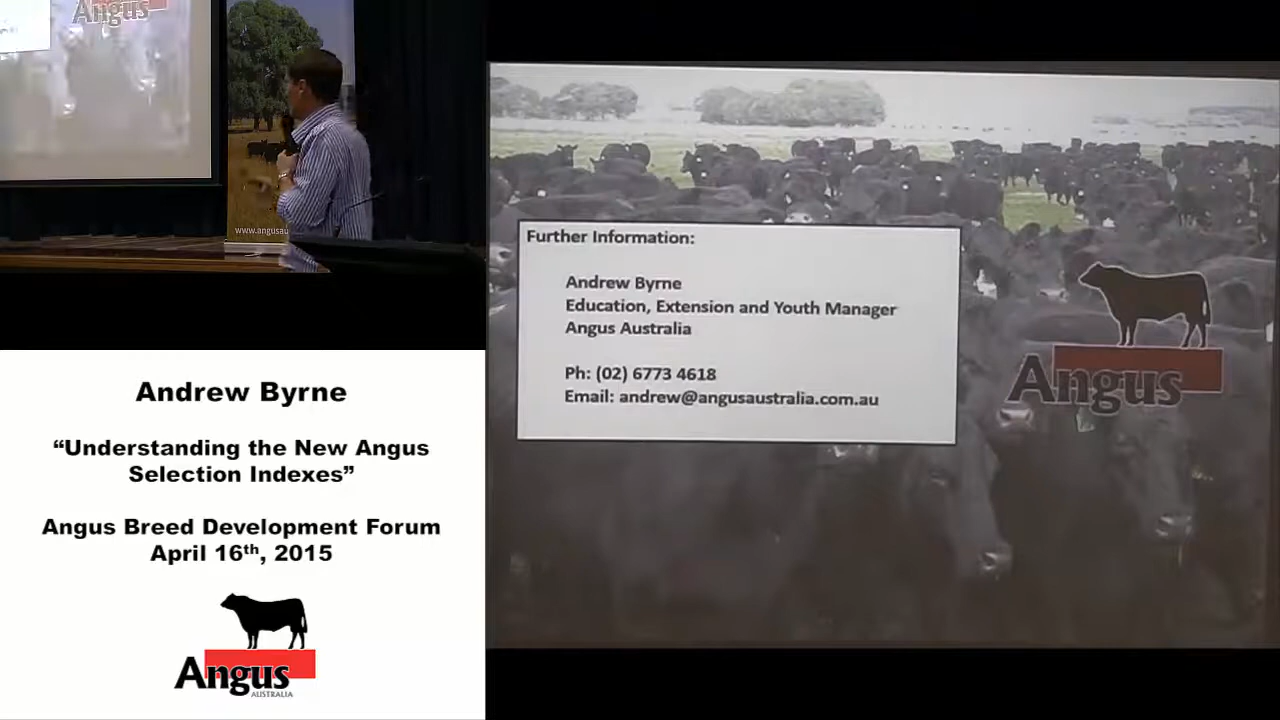 Angus
www.angusau
Andrew Byrne
“Understanding the New Angus
Selection Indexes”
Angus Breed Development Forum
April 16th, 2015
Angus
AUSTRALIA
Further Information:
Andrew Byrne
Education, Extension and Youth Manager
Angus Australia
Ph: (02) 6773 4618
Email: andrew@angusaustralia.com.au
Angus